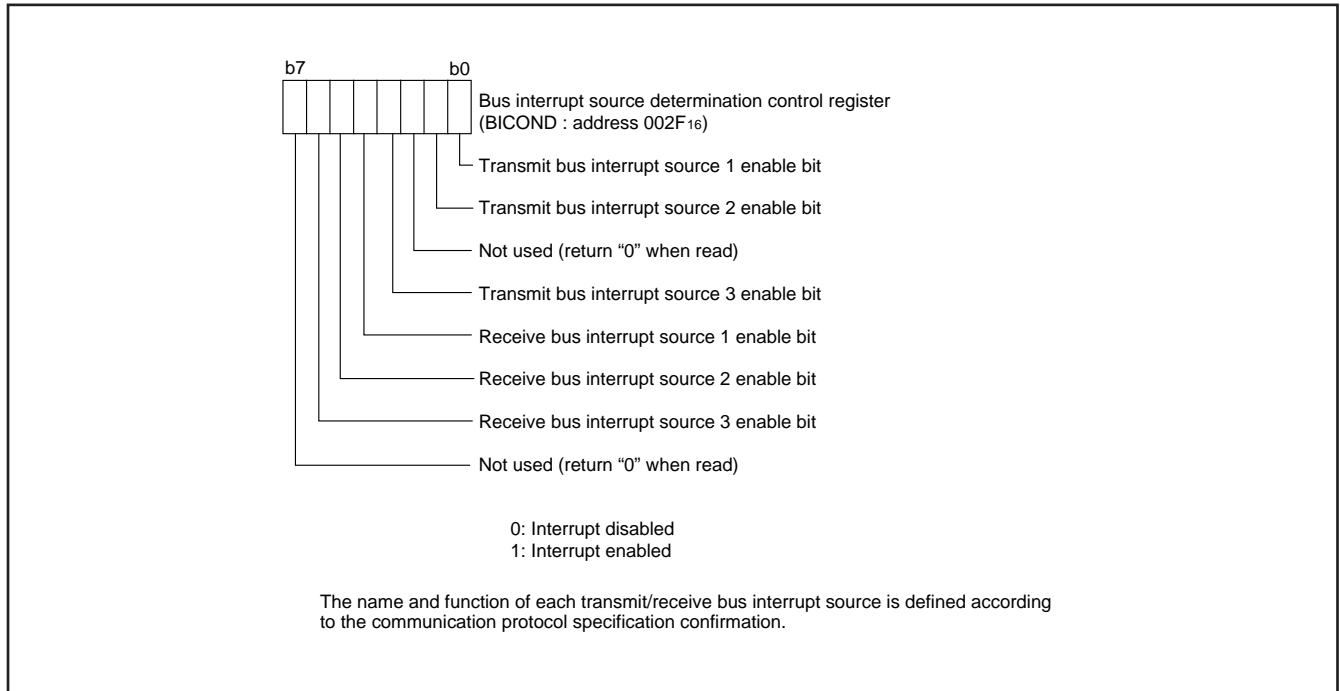 b7 b0
Bus interrupt source determination control register
(BICOND : address 002F16)
Transmit bus interrupt source 1 enable bit
Transmit bus interrupt source 2 enable bit
Not used (return “0” when read)
Transmit bus interrupt source 3 enable bit
Receive bus interrupt source 1 enable bit
Receive bus interrupt source 2 enable bit
Receive bus interrupt source 3 enable bit
Not used (return “0” when read)
0: Interrupt disabled
1: Interrupt enabled
The name and function of each transmit/receive bus interrupt source is defined according
to the communication protocol specification confirmation.